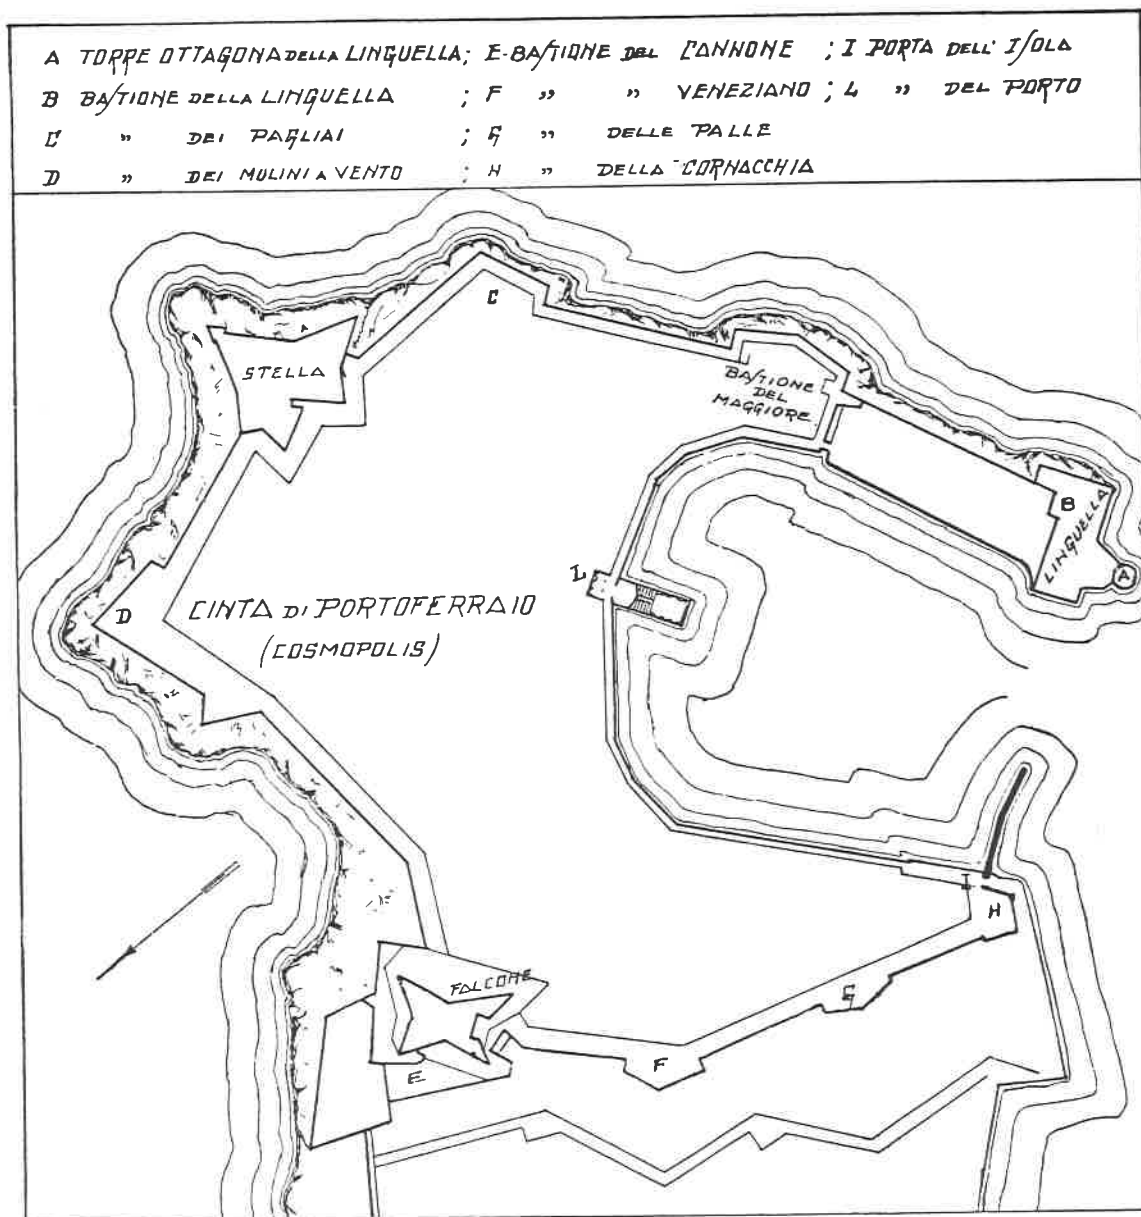 A TORRE OTTAGONA DELLA LINGUELLA; E-BASTIONE DEL CANNONE ; I PORTA DELL' ISOLA
B BASTIONE DELLA LINGUELLA ; F " " VENEZIANO ; L " DEL PORTO
C " DEI PAGLIAI ; G " DELLE PALLE
D " DEI MULINI A VENTO ; H " DELLA CORNACCHIA
C
STELLA
BASTIONE
DEL
MAGGIORE
B
LINGUELLA
A
L
D
CINTA DI PORTOFERRAIO
(COSMOPOLIS)
I
H
FALCONE
G
F
E